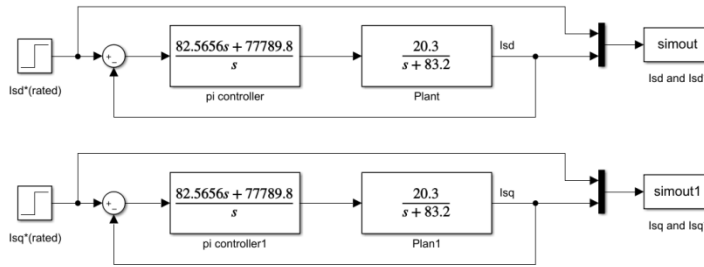 Isd*(rated)
+
−
82.5656s + 77789.8
s
pi controller
20.3
s + 83.2
Plant
Isd
simout
Isd and Isd*
Isq*(rated)
+
−
82.5656s + 77789.8
s
pi controller1
20.3
s + 83.2
Plan1
Isq
simout1
Isq and Isq*